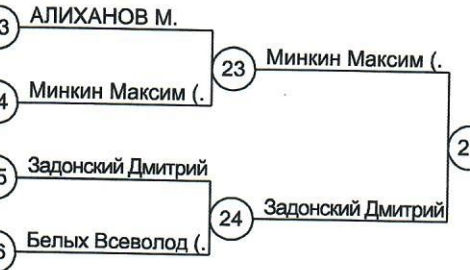 3 АЛИХАНОВ М.
23 Минкин Максим (.
4 Минкин Максим (.
2
5 Задонский Дмитрий
24 Задонский Дмитрий
6 Белых Всеволод (.